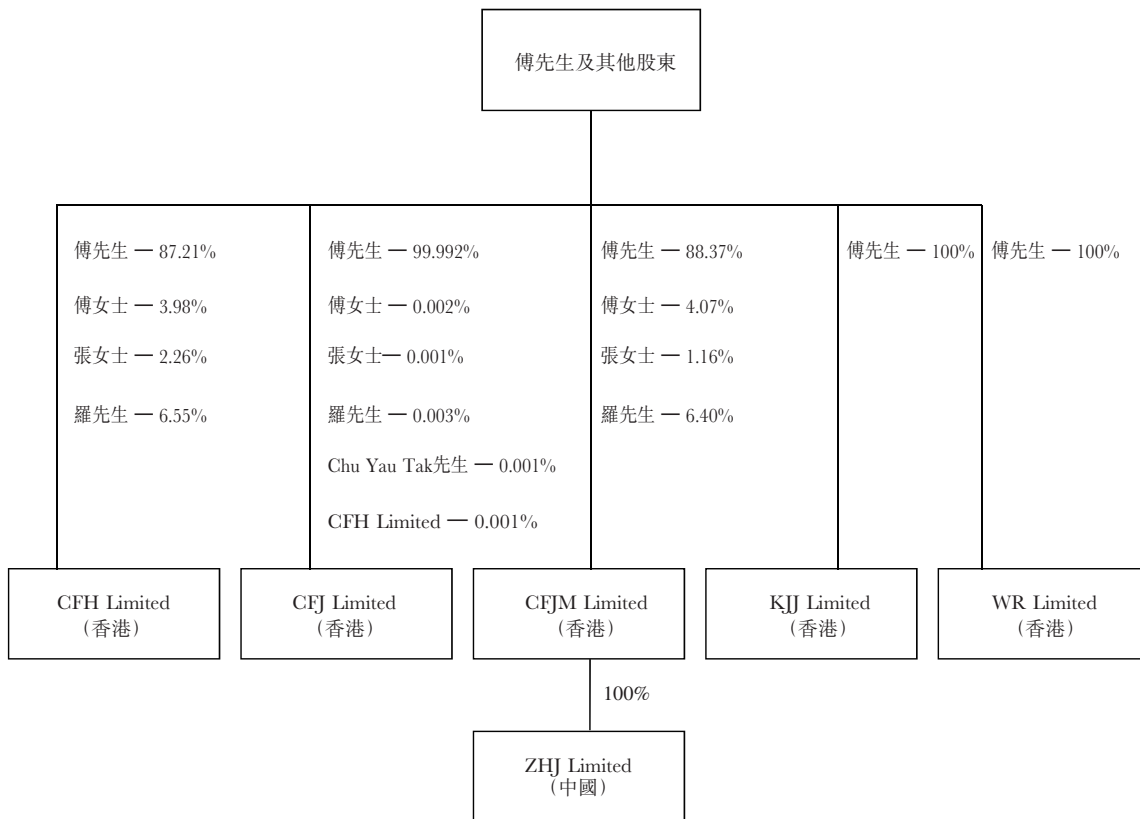 傅先生及其他股東
傅先生 — 87.21%
傅女士 — 3.98%
張女士 — 2.26%
羅先生 — 6.55%
傅先生 — 99.992%
傅女士 — 0.002%
張女士— 0.001%
羅先生 — 0.003%
Chu Yau Tak先生 — 0.001%
CFH Limited — 0.001%
傅先生 — 88.37%
傅女士 — 4.07%
張女士 — 1.16%
羅先生 — 6.40%
傅先生 — 100%
傅先生 — 100%
CFH Limited
(香港)
CFJ Limited
(香港)
CFJM Limited
(香港)
KJJ Limited
(香港)
WR Limited
(香港)
100%
ZHJ Limited
(中國)